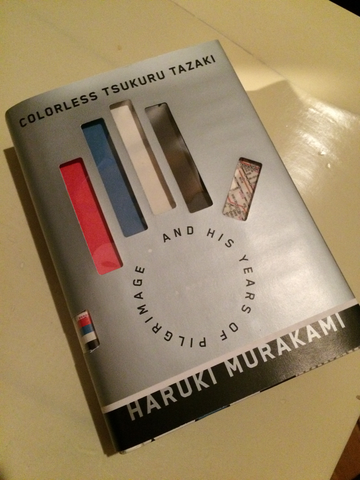 COLORLESS TSUKURU TAZAKI
AND HIS YEARS OF PILGRIMAGE
HARUKI MURAKAMI